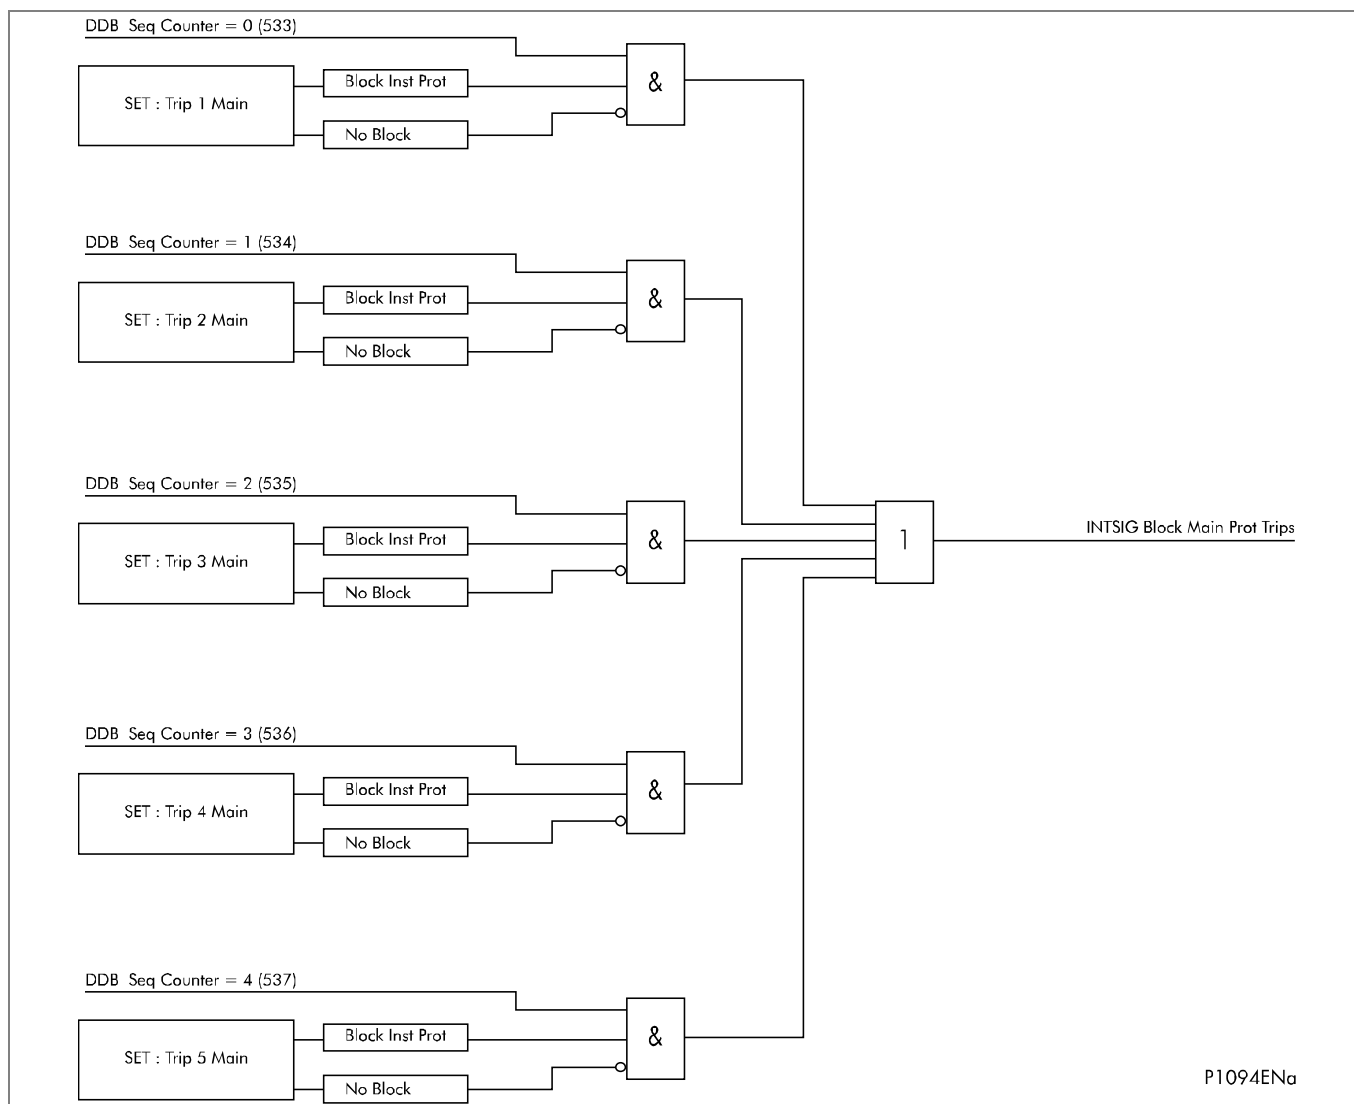 DDB Seq Counter = 0 (533)
SET : Trip 1 Main
Block Inst Prot
No Block
&
DDB Seq Counter = 1 (534)
SET : Trip 2 Main
Block Inst Prot
No Block
&
DDB Seq Counter = 2 (535)
SET : Trip 3 Main
Block Inst Prot
No Block
&
1
INTSIG Block Main Prot Trips
DDB Seq Counter = 3 (536)
SET : Trip 4 Main
Block Inst Prot
No Block
&
DDB Seq Counter = 4 (537)
SET : Trip 5 Main
Block Inst Prot
No Block
&
P1094ENa